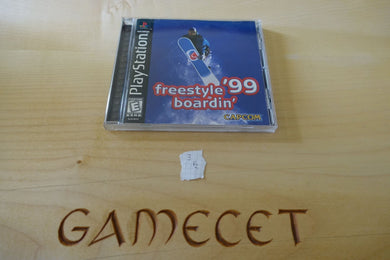 PlayStation
freestyle '99
boardin'
E
CAPCOM
GAMECET